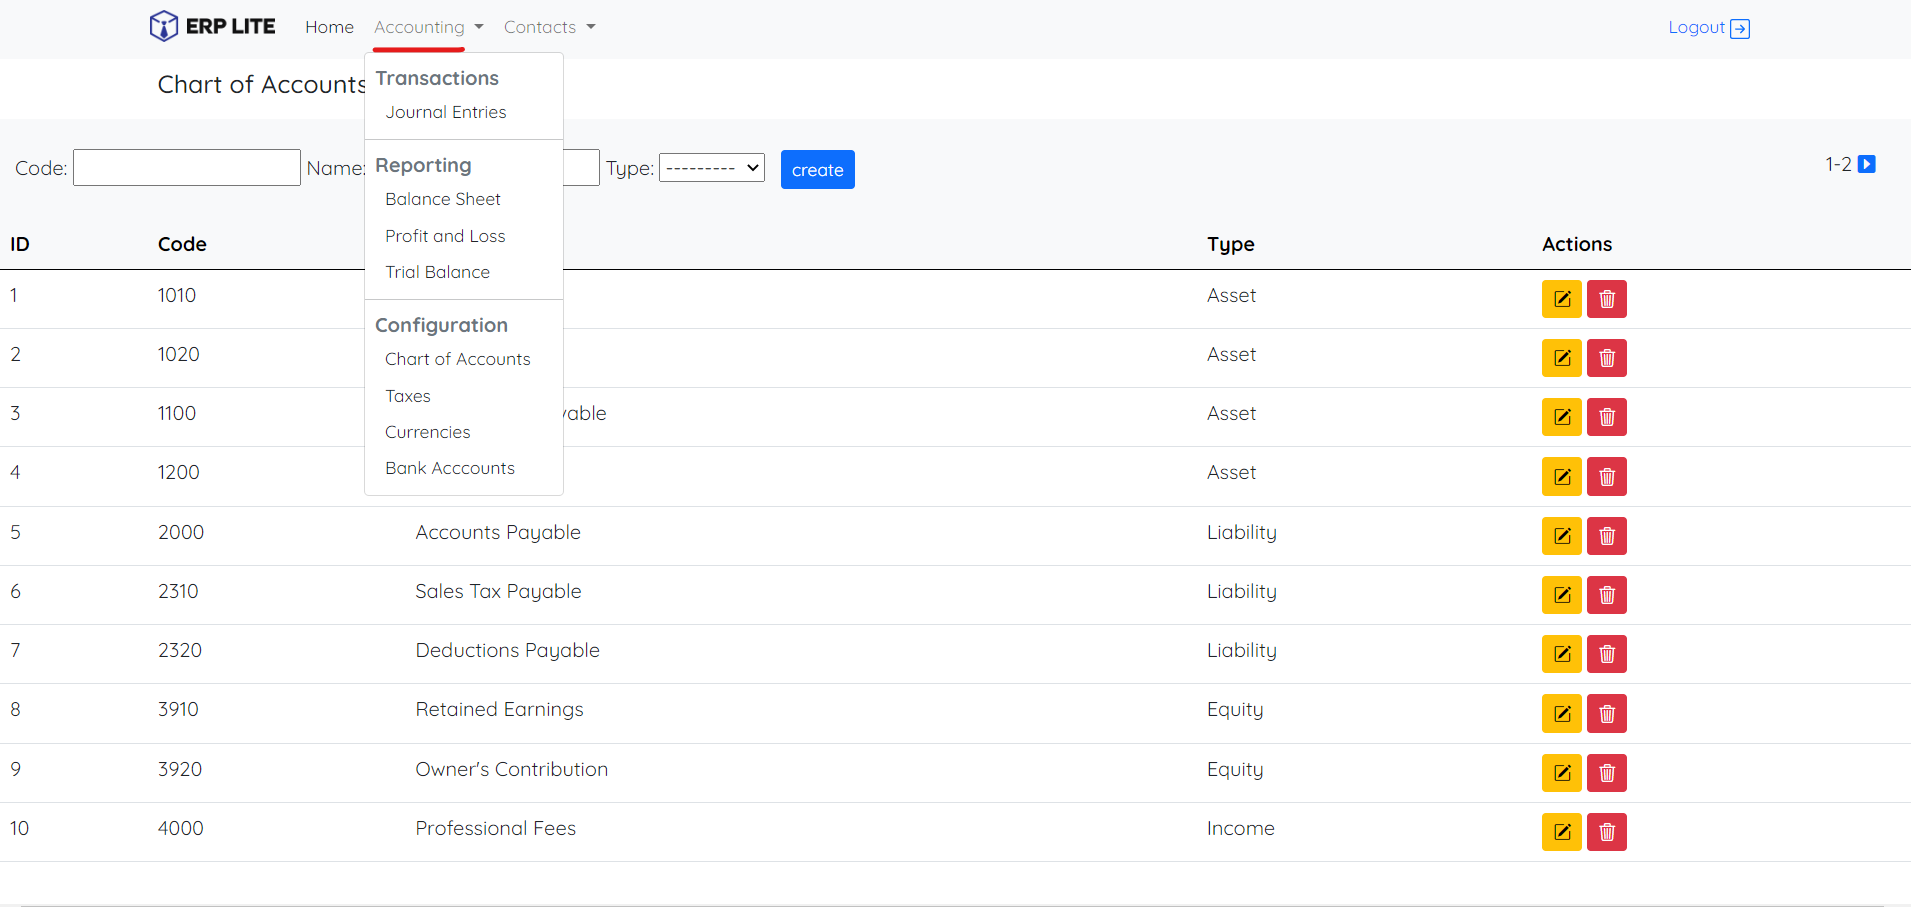 ERP LITE Home Accounting Contacts Logout
Chart of Accounts
Transactions
Journal Entries
Code: Name: Type: --------- create 1-2
Reporting
Balance Sheet
Profit and Loss
Trial Balance
Configuration
Chart of Accounts
Taxes
Currencies
Bank Acccounts
ID Code Type Actions
1 1010 Asset
2 1020 Asset
3 1100 Asset
4 1200 Asset
5 2000 Accounts Payable Liability
6 2310 Sales Tax Payable Liability
7 2320 Deductions Payable Liability
8 3910 Retained Earnings Equity
9 3920 Owner's Contribution Equity
10 4000 Professional Fees Income